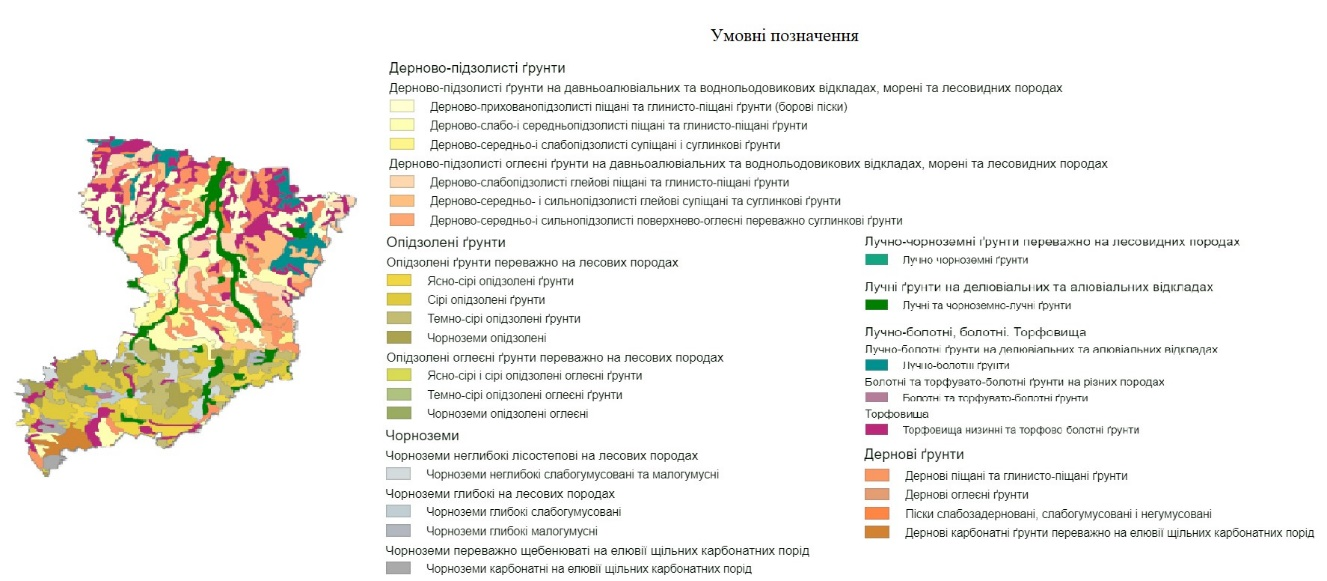 Умовні позначення
Дерново-підзолисті ґрунти
Дерново-підзолисті ґрунти на давньоалювіальних та воднольодовикових відкладах, морені та лесовидних породах
Дерново-прихованопідзолисті піщані та глинисто-піщані ґрунти (борові піски)
Дерново-слабо-і середньопідзолисті піщані та глинисто-піщані ґрунти
Дерново-середньо-і слабопідзолисті супіщані і суглинкові ґрунти
Дерново-підзолисті оглеєні ґрунти на давньоалювіальних та воднольодовикових відкладах, морені та лесовидних породах
Дерново-слабопідзолисті глейові піщані та глинисто-піщані ґрунти
Дерново-середньо- і сильнопідзолисті глейові супіщані та суглинкові ґрунти
Дерново-середньо-і сильнопідзолисті поверхнево-оглеєні переважно суглинкові ґрунти
Опідзолені ґрунти
Опідзолені ґрунти переважно на лесових породах
Ясно-сірі опідзолені ґрунти
Сірі опідзолені ґрунти
Темно-сірі опідзолені ґрунти
Чорноземи опідзолені
Опідзолені оглеєні ґрунти переважно на лесових породах
Ясно-сірі і сірі опідзолені оглеєні ґрунти
Темно-сірі опідзолені оглеєні ґрунти
Чорноземи опідзолені оглеєні
Чорноземи
Чорноземи неглибокі лісостепові на лесових породах
Чорноземи неглибокі слабогумусовані та малогумусні
Чорноземи глибокі на лесових породах
Чорноземи глибокі слабогумусовані
Чорноземи глибокі малогумусні
Чорноземи переважно щебенюваті на елювії щільних карбонатних порід
Чорноземи карбонатні на елювії щільних карбонатних порід
Лучно-чорноземні ґрунти переважно на лесовидних породах
Лучно чорноземні ґрунти
Лучні ґрунти на делювіальних та алювіальних відкладах
Лучні та чорноземно-лучні ґрунти
Лучно-болотні, болотні. Торфовища
Лучно-болотні ґрунти на делювіальних та алювіальних відкладах
Лучно-болотні ґрунти
Болотні та торфувато-болотні ґрунти на різних породах
Болотні та торфувато-болотні ґрунти
Торфовища
Торфовища низинні та торфово болотні ґрунти
Дернові ґрунти
Дернові піщані та глинисто-піщані ґрунти
Дернові оглеєні ґрунти
Піски слабозадерновані, слабогумусовані і негумусовані
Дернові карбонатні ґрунти переважно на елювії щільних карбонатних порід